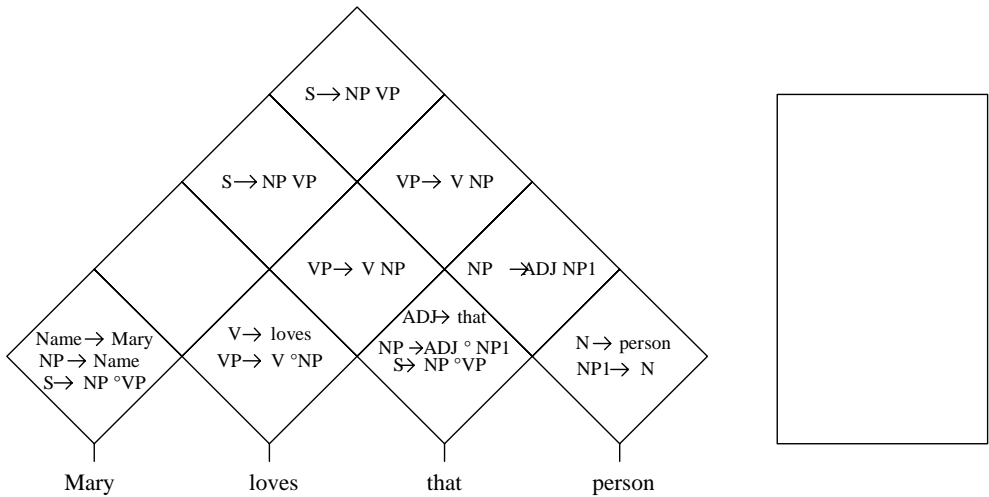 S→ NP VP
S→ NP VP
VP→ V NP
VP→ V NP
NP →ADJ NP1
Name→ Mary
NP→ Name
S→ NP °VP
V→ loves
VP→ V °NP
ADJ→ that
NP →ADJ ° NP1
S→ NP °VP
N→ person
NP1→ N
Mary
loves
that
person